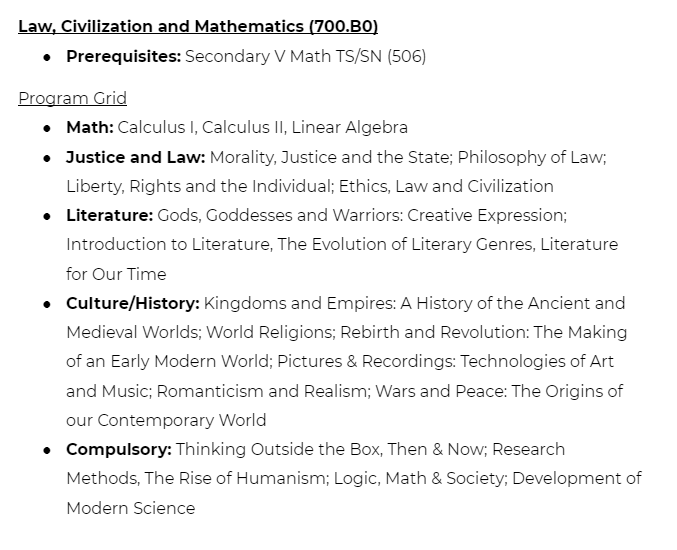 Law, Civilization and Mathematics (700.B0)
● Prerequisites: Secondary V Math TS/SN (506)
Program Grid
● Math: Calculus I, Calculus II, Linear Algebra
● Justice and Law: Morality, Justice and the State; Philosophy of Law;
Liberty, Rights and the Individual; Ethics, Law and Civilization
● Literature: Gods, Goddesses and Warriors: Creative Expression;
Introduction to Literature, The Evolution of Literary Genres, Literature
for Our Time
● Culture/History: Kingdoms and Empires: A History of the Ancient and
Medieval Worlds; World Religions; Rebirth and Revolution: The Making
of an Early Modern World; Pictures & Recordings: Technologies of Art
and Music; Romanticism and Realism; Wars and Peace: The Origins of
our Contemporary World
● Compulsory: Thinking Outside the Box, Then & Now; Research
Methods, The Rise of Humanism; Logic, Math & Society; Development of
Modern Science